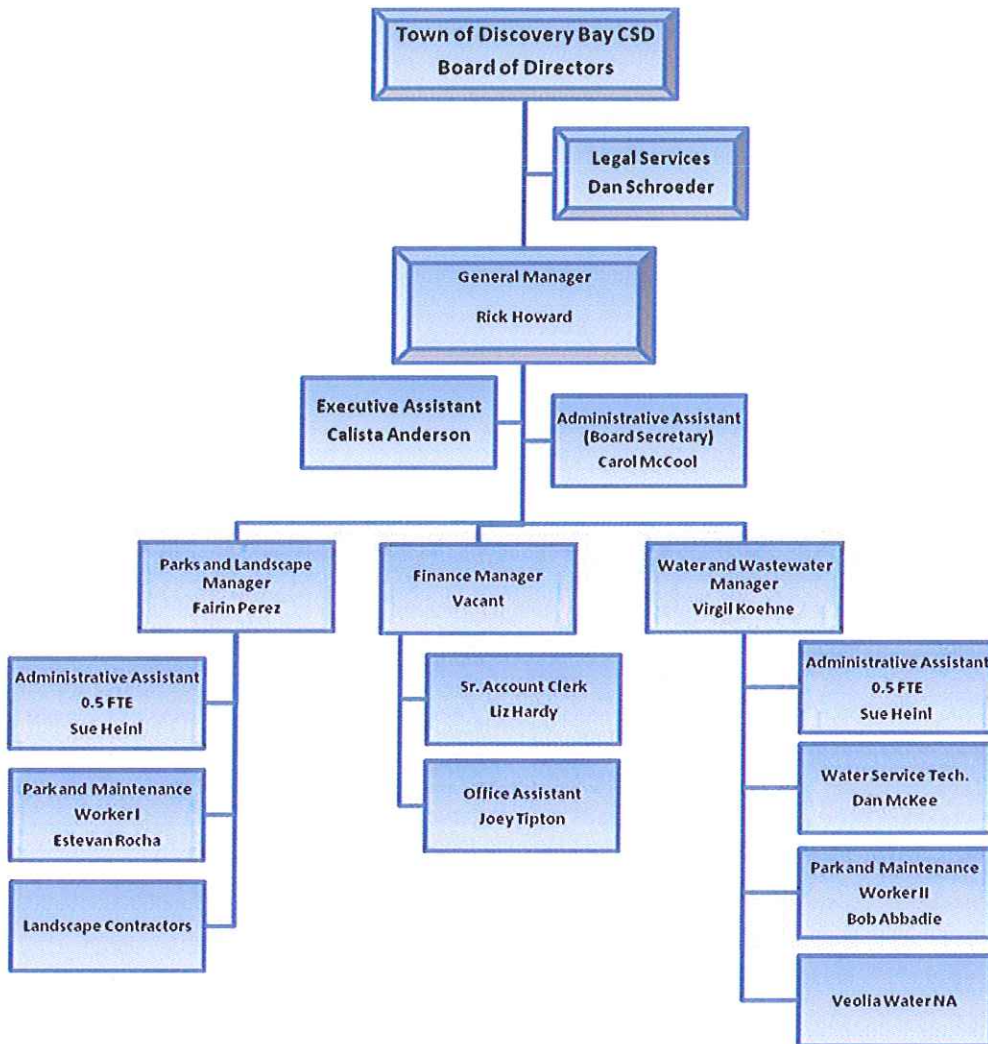 Town of Discovery Bay CSD
Board of Directors
Legal Services
Dan Schroeder
General Manager
Rick Howard
Executive Assistant
Calista Anderson
Administrative Assistant
(Board Secretary)
Carol McCool
Parks and Landscape
Manager
Fairin Perez
Finance Manager
Vacant
Water and Wastewater
Manager
Virgil Koehne
Administrative Assistant
0.5 FTE
Sue Heinl
Park and Maintenance
Worker I
Estevan Rocha
Landscape Contractors
Sr. Account Clerk
Liz Hardy
Office Assistant
Joey Tipton
Administrative Assistant
0.5 FTE
Sue Heinl
Water Service Tech.
Dan McKee
Park and Maintenance
Worker II
Bob Abbadie
Veolia Water NA